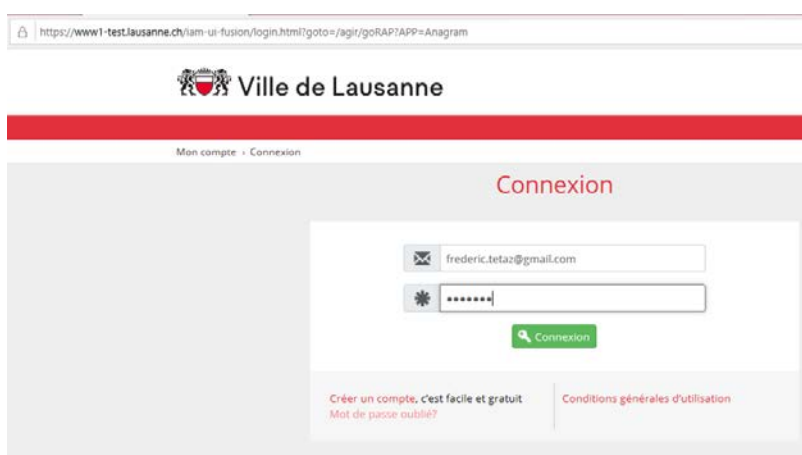 https://www1-test.lausanne.ch/iam-ui-fusion/login.html?goto=/agir/goRAP?APP=Anagram
Ville de Lausanne
Mon compte › Connexion
Connexion
frederic.tetaz@gmail.com
•••••••
Connexion
Créer un compte, c'est facile et gratuit
Mot de passe oublié?
Conditions générales d'utilisation